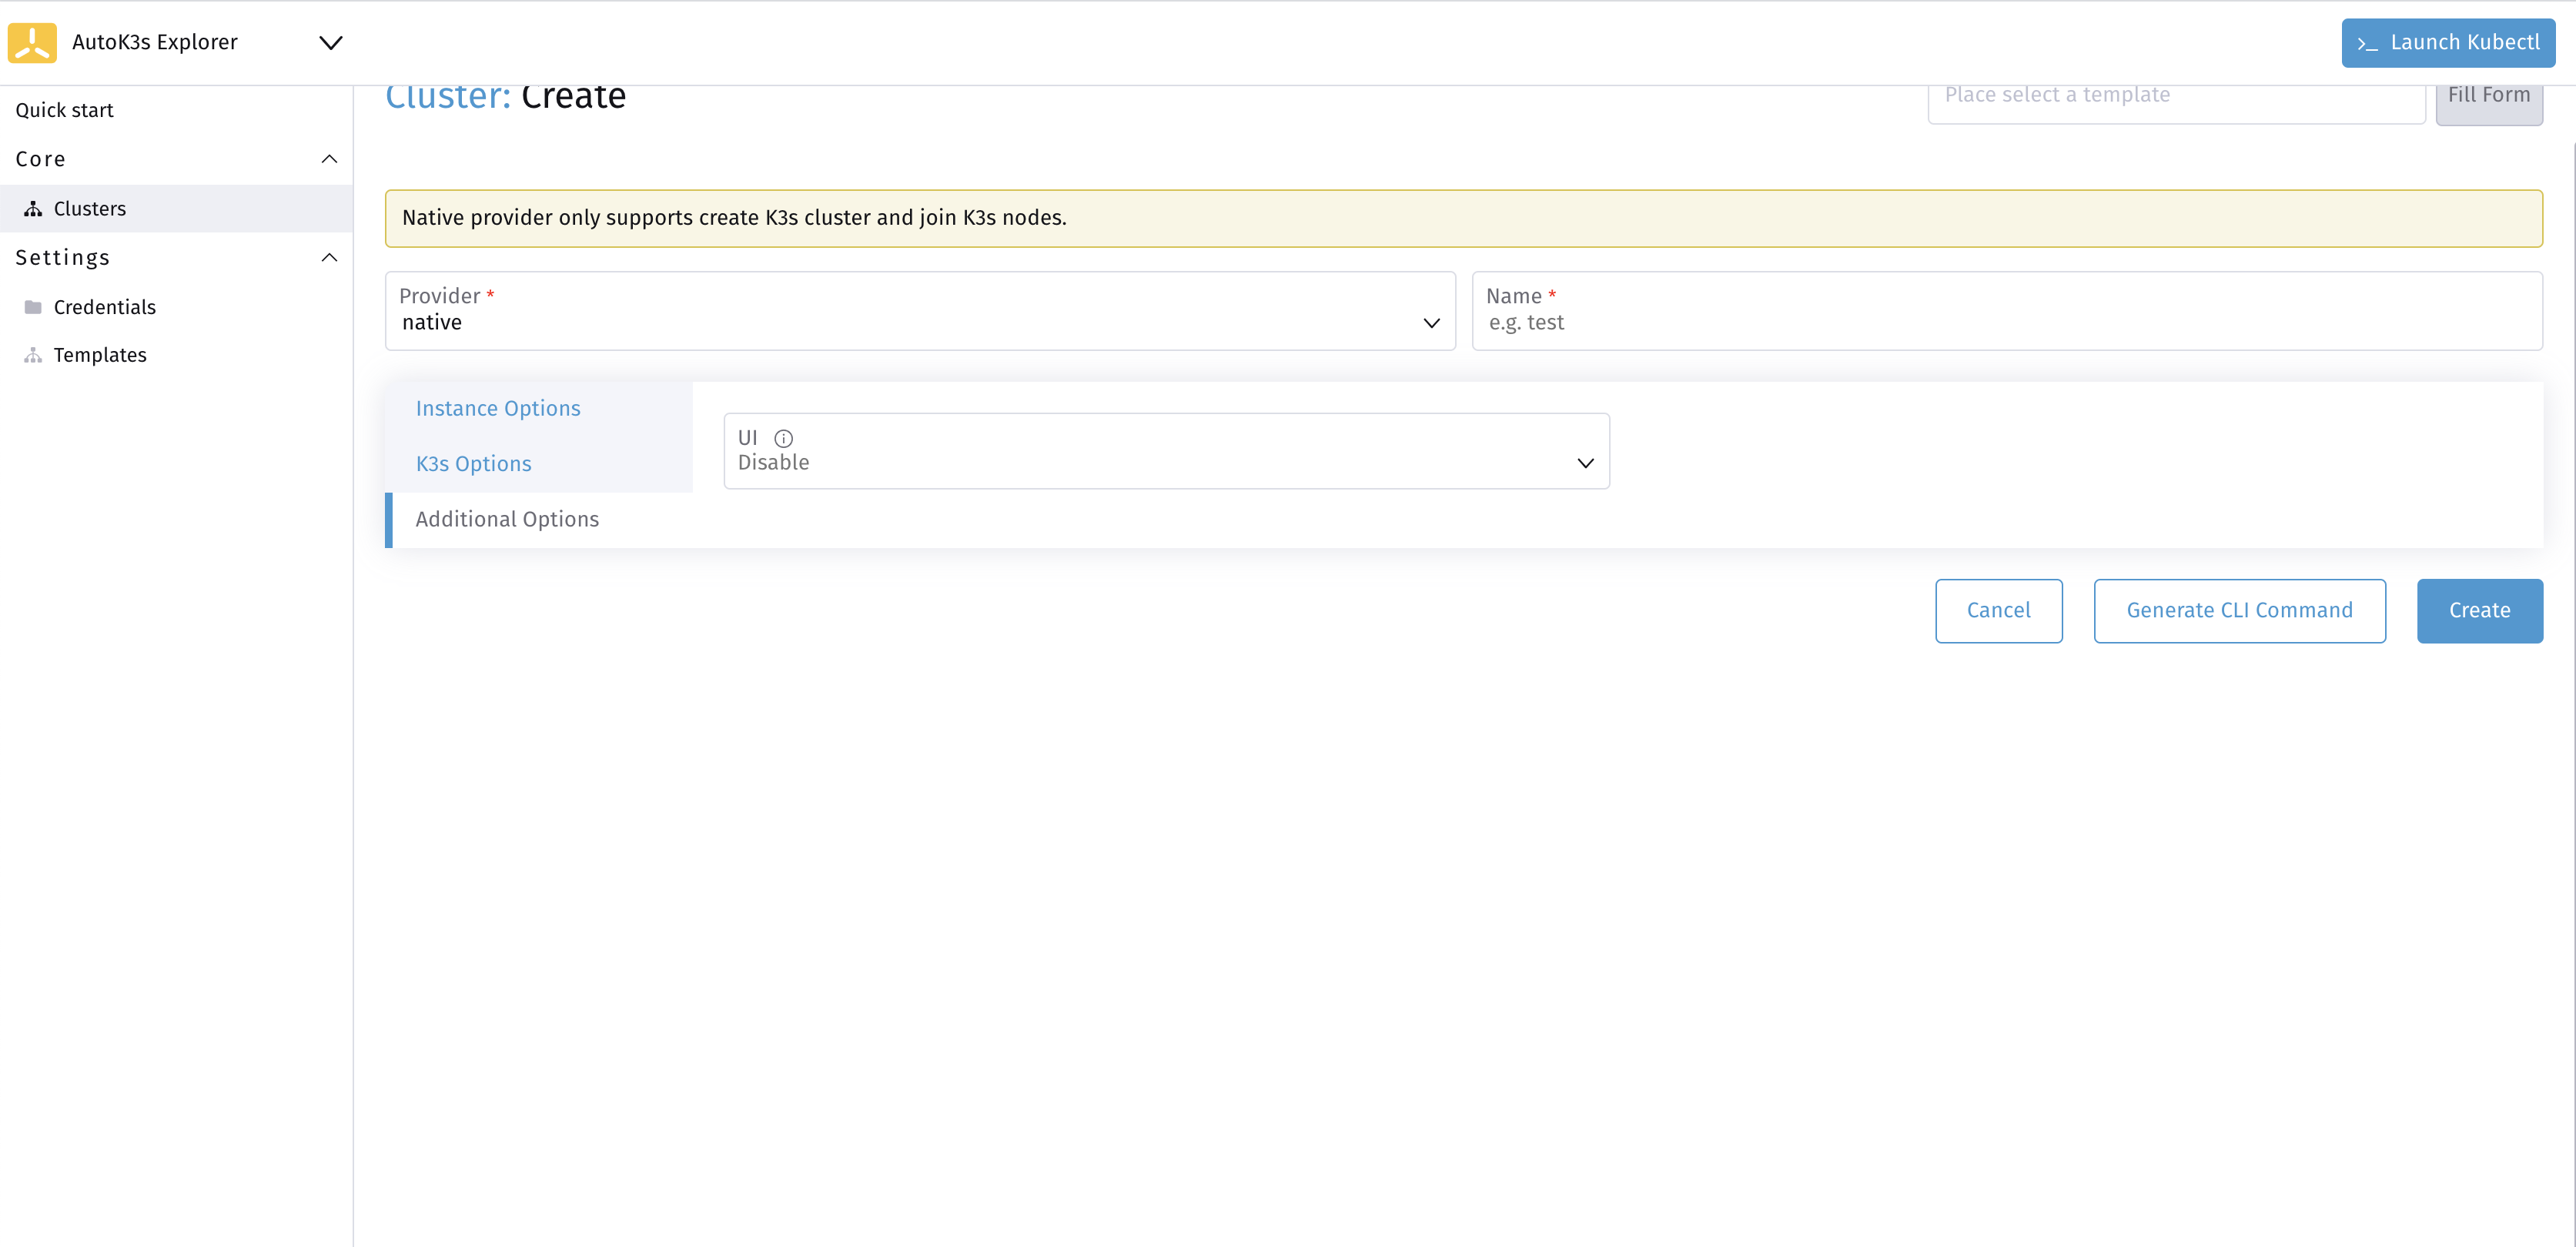 AutoK3s Explorer
Launch Kubectl
Quick start
Core
Clusters
Settings
Credentials
Templates
Cluster: Create
Place select a template
Fill Form
Native provider only supports create K3s cluster and join K3s nodes.
Provider *
native
Name *
e.g. test
Instance Options
K3s Options
Additional Options
UI
Disable
Cancel
Generate CLI Command
Create